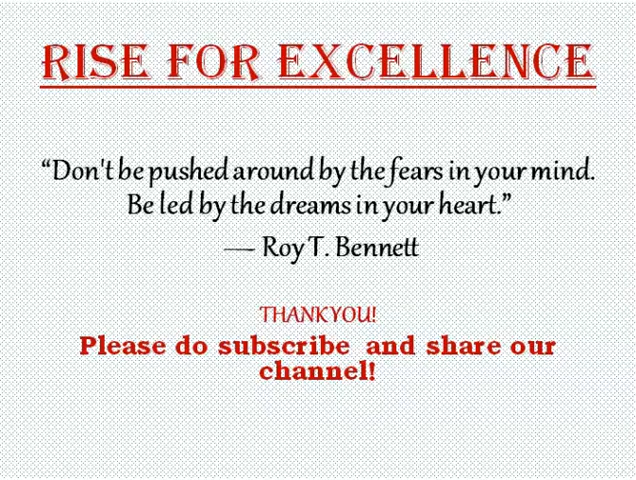 RISE FOR EXCELLENCE
“Don't be pushed around by the fears in your mind.
Be led by the dreams in your heart.”
― Roy T. Bennett
THANKYOU!
Please do subscribe and share our
channel!